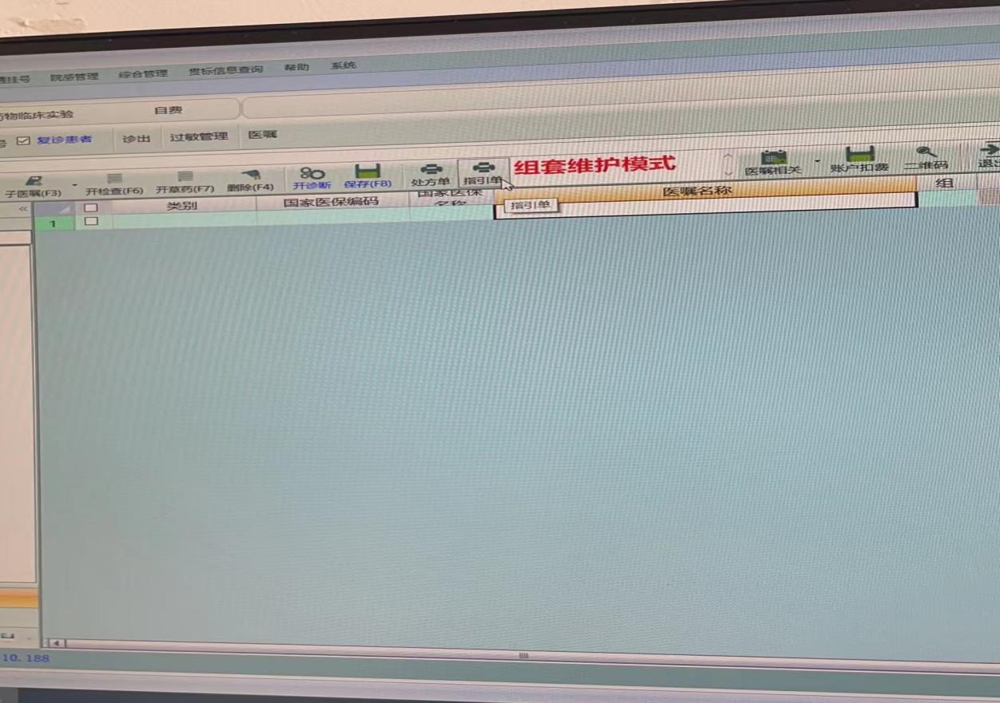 院感管理 综合管理 贯标信息查询 帮助 系统
药物临床实验 自费
复诊患者 诊出 过敏管理 医嘱
子医嘱(F3) 开检查(F6) 开草药(F7) 删除(F4) 开诊断 保存(F8) 处方单 指引单 组套维护模式 医嘱相关 账户扣费 二维码 退出
类别 国家医保编码 国家医保名称 医嘱名称 组
指引单
1
10. 188